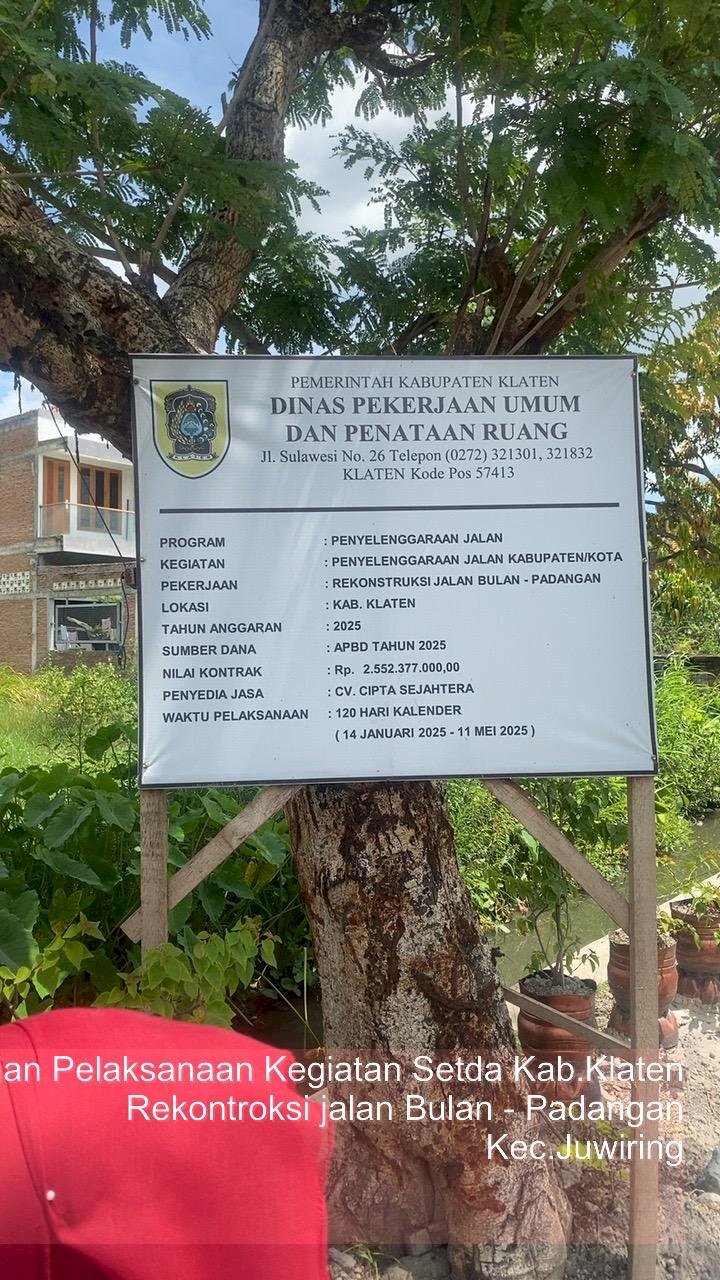 PEMERINTAH KABUPATEN KLATEN
DINAS PEKERJAAN UMUM
DAN PENATAAN RUANG
Jl. Sulawesi No. 26 Telepon (0272) 321301, 321832
KLATEN Kode Pos 57413
KLATEN
PROGRAM : PENYELENGGARAAN JALAN
KEGIATAN : PENYELENGGARAAN JALAN KABUPATEN/KOTA
PEKERJAAN : REKONSTRUKSI JALAN BULAN - PADANGAN
LOKASI : KAB. KLATEN
TAHUN ANGGARAN : 2025
SUMBER DANA : APBD TAHUN 2025
NILAI KONTRAK : Rp. 2.552.377.000,00
PENYEDIA JASA : CV. CIPTA SEJAHTERA
WAKTU PELAKSANAAN : 120 HARI KALENDER
( 14 JANUARI 2025 - 11 MEI 2025 )
an Pelaksanaan Kegiatan Setda Kab.Klaten
Rekontroksi jalan Bulan - Padangan
Kec.Juwiring